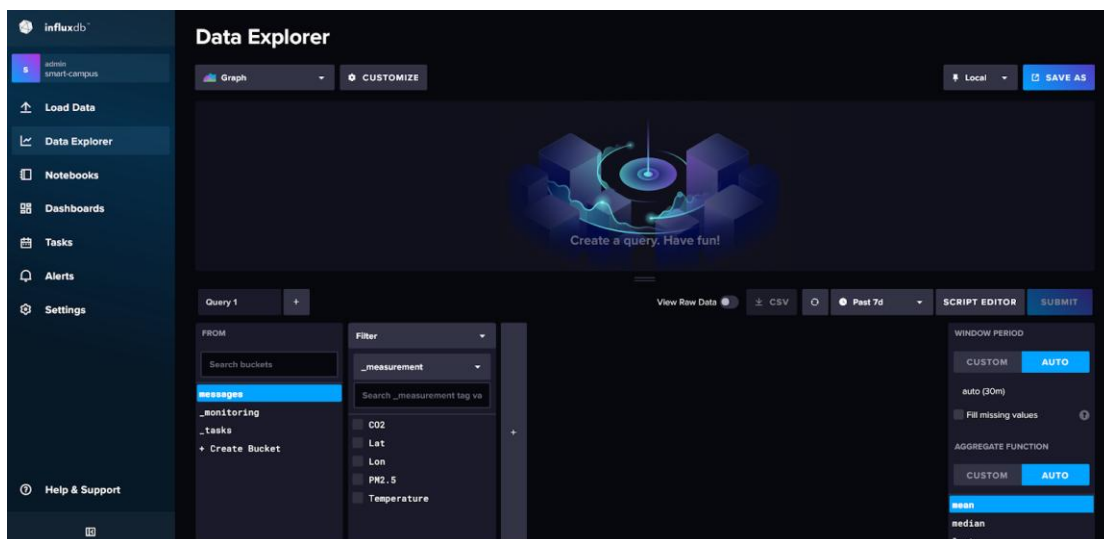 influxdb™
Data Explorer
s
admin
smart-campus
Graph
CUSTOMIZE
Local
SAVE AS
Load Data
Data Explorer
Notebooks
Dashboards
Tasks
Alerts
Settings
Create a query. Have fun!
Query 1
+
View Raw Data
CSV
Past 7d
SCRIPT EDITOR
SUBMIT
FROM
Search buckets
messages
_monitoring
_tasks
+ Create Bucket
Filter
_measurement
Search _measurement tag va
CO2
Lat
Lon
PM2.5
Temperature
+
WINDOW PERIOD
CUSTOM
AUTO
auto (30m)
Fill missing values
?
AGGREGATE FUNCTION
CUSTOM
AUTO
mean
median
Help & Support